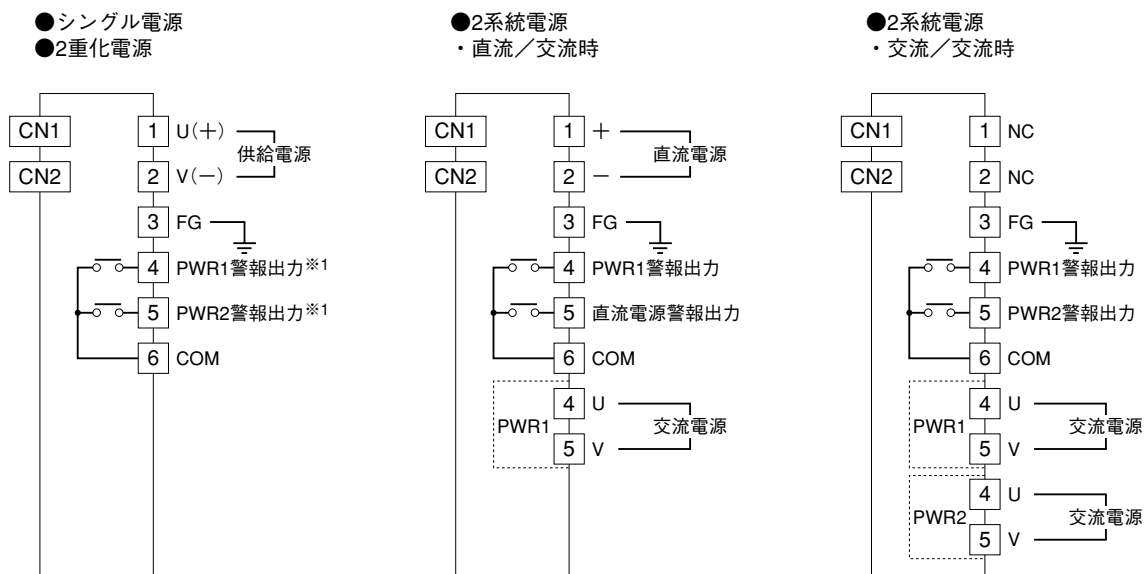 ●シングル電源
●2重化電源
CN1
CN2
1 U(＋)
供給電源
2 V(－)
3 FG
4 PWR1警報出力※1
5 PWR2警報出力※1
6 COM
●2系統電源
・直流／交流時
CN1
CN2
1 ＋
直流電源
2 －
3 FG
4 PWR1警報出力
5 直流電源警報出力
6 COM
PWR1
4 U
交流電源
5 V
●2系統電源
・交流／交流時
CN1
CN2
1 NC
2 NC
3 FG
4 PWR1警報出力
5 PWR2警報出力
6 COM
PWR1
4 U
交流電源
5 V
PWR2
4 U
交流電源
5 V